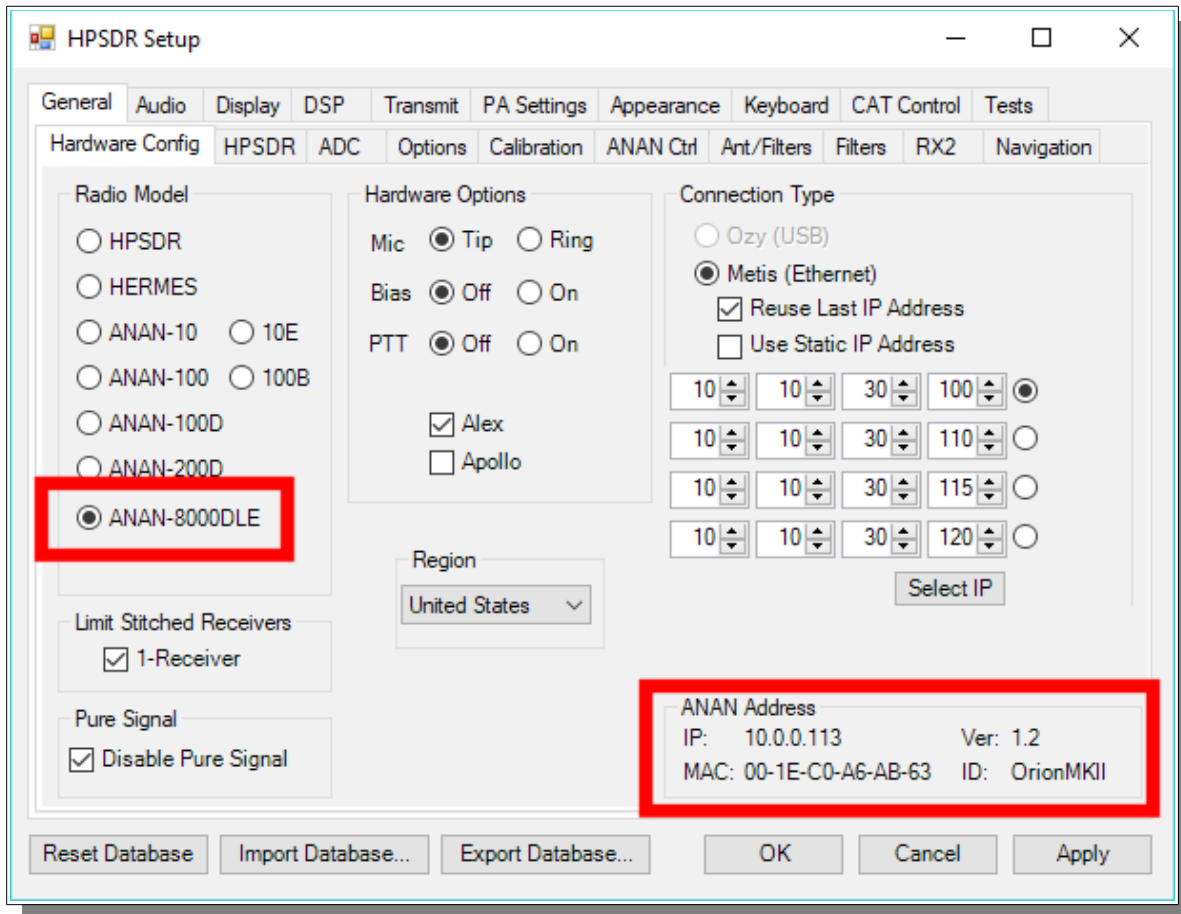 HPSDR Setup
General Audio Display DSP Transmit PA Settings Appearance Keyboard CAT Control Tests
Hardware Config HPSDR ADC Options Calibration ANAN Ctrl Ant/Filters Filters RX2 Navigation
Radio Model
HPSDR
HERMES
ANAN-10 10E
ANAN-100 100B
ANAN-100D
ANAN-200D
ANAN-8000DLE
Limit Stitched Receivers
1-Receiver
Pure Signal
Disable Pure Signal
Hardware Options
Mic Tip Ring
Bias Off On
PTT Off On
Alex
Apollo
Region
United States
Connection Type
Ozy (USB)
Metis (Ethernet)
Reuse Last IP Address
Use Static IP Address
10 10 30 100
10 10 30 110
10 10 30 115
10 10 30 120
Select IP
ANAN Address
IP: 10.0.0.113 Ver: 1.2
MAC: 00-1E-C0-A6-AB-63 ID: OrionMKII
Reset Database Import Database... Export Database... OK Cancel Apply